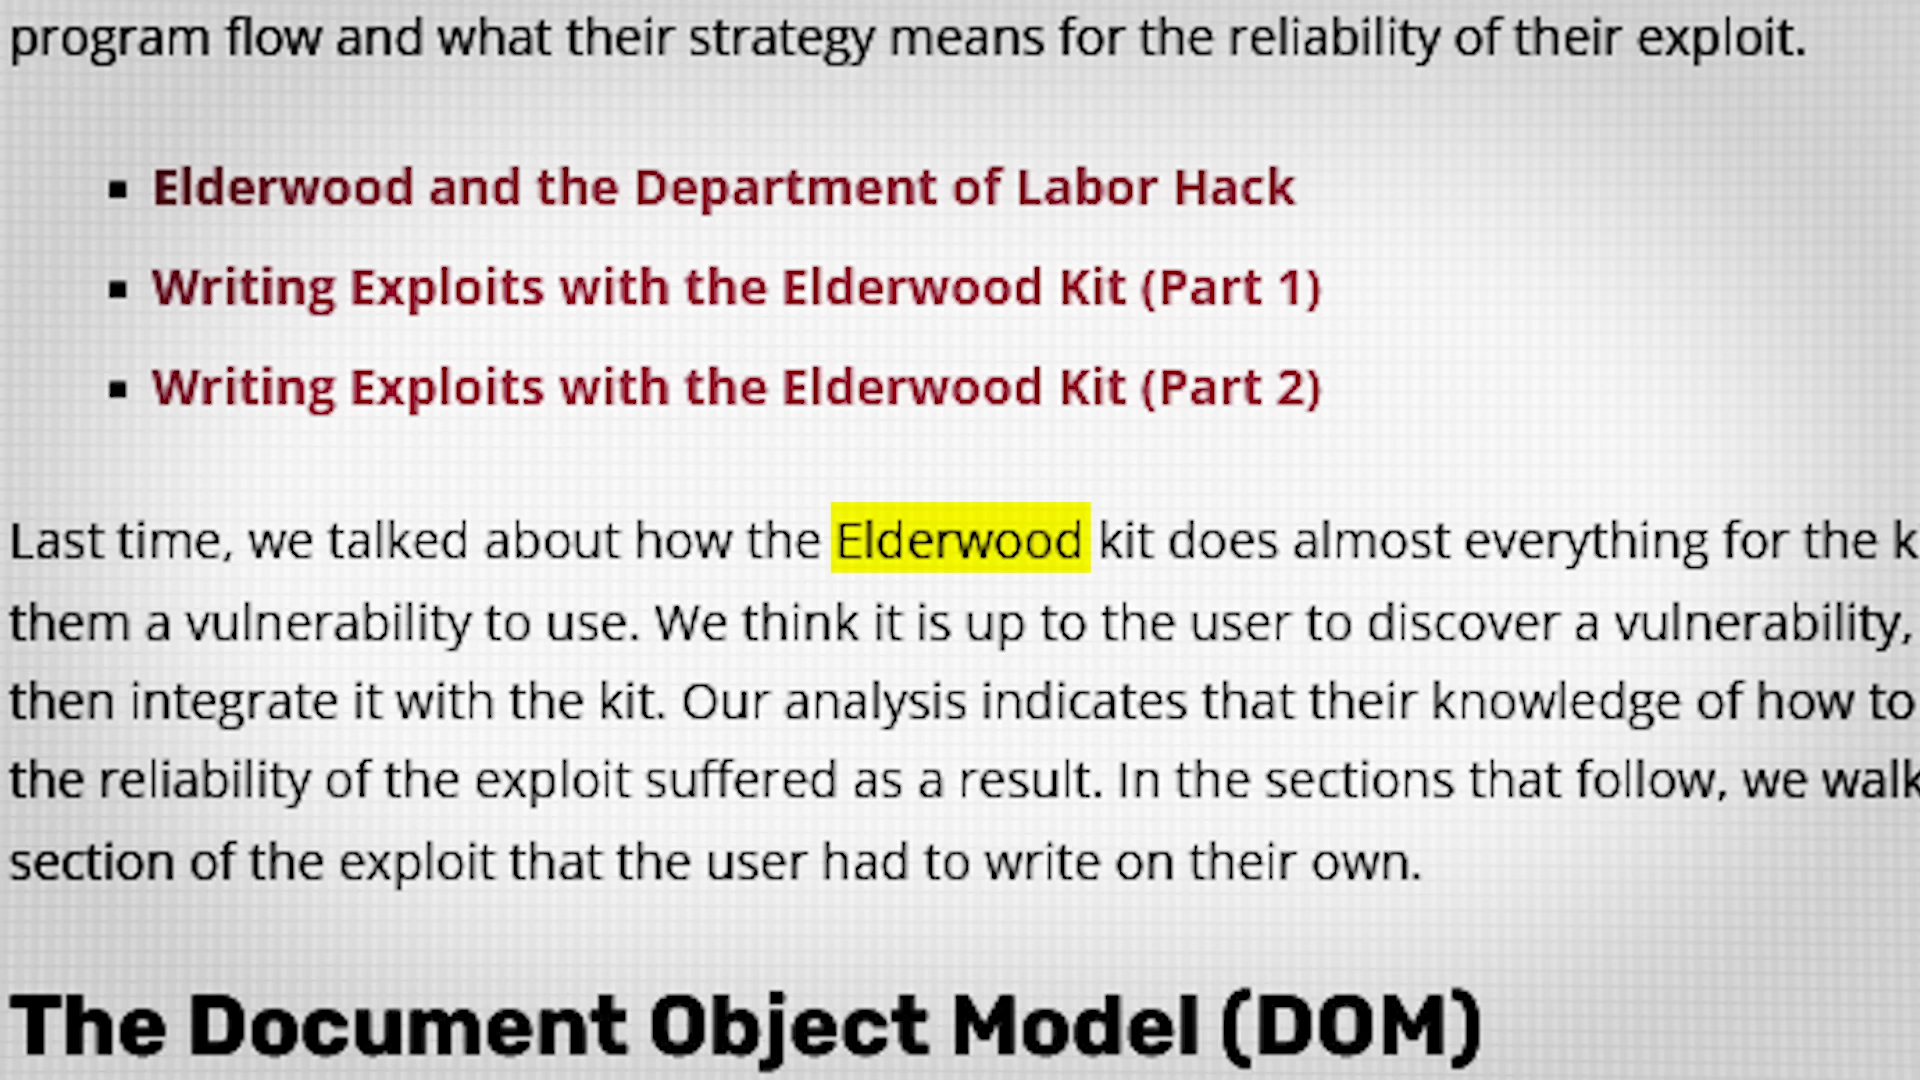 program flow and what their strategy means for the reliability of their exploit.
▪ Elderwood and the Department of Labor Hack
▪ Writing Exploits with the Elderwood Kit (Part 1)
▪ Writing Exploits with the Elderwood Kit (Part 2)
Last time, we talked about how the Elderwood kit does almost everything for the
them a vulnerability to use. We think it is up to the user to discover a vulnerability,
then integrate it with the kit. Our analysis indicates that their knowledge of how to
the reliability of the exploit suffered as a result. In the sections that follow, we walk
section of the exploit that the user had to write on their own.
The Document Object Model (DOM)